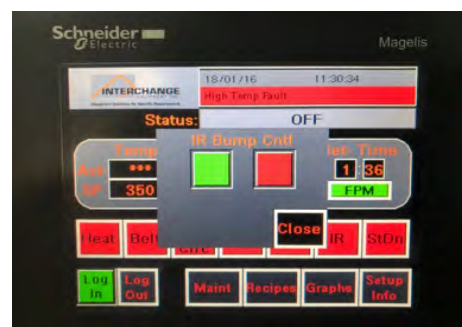 Schneider
Electric
Magelis
INTERCHANGE
18/01/16 11:30:34
High Temp Fault
Status: OFF
IR Bump Cntl
Temp
Time
Act ***
1 36
SP 350
FPM
Close
Heat Belt
IR StDn
Log In
Log Out
Maint Recipes Graphs Setup Info